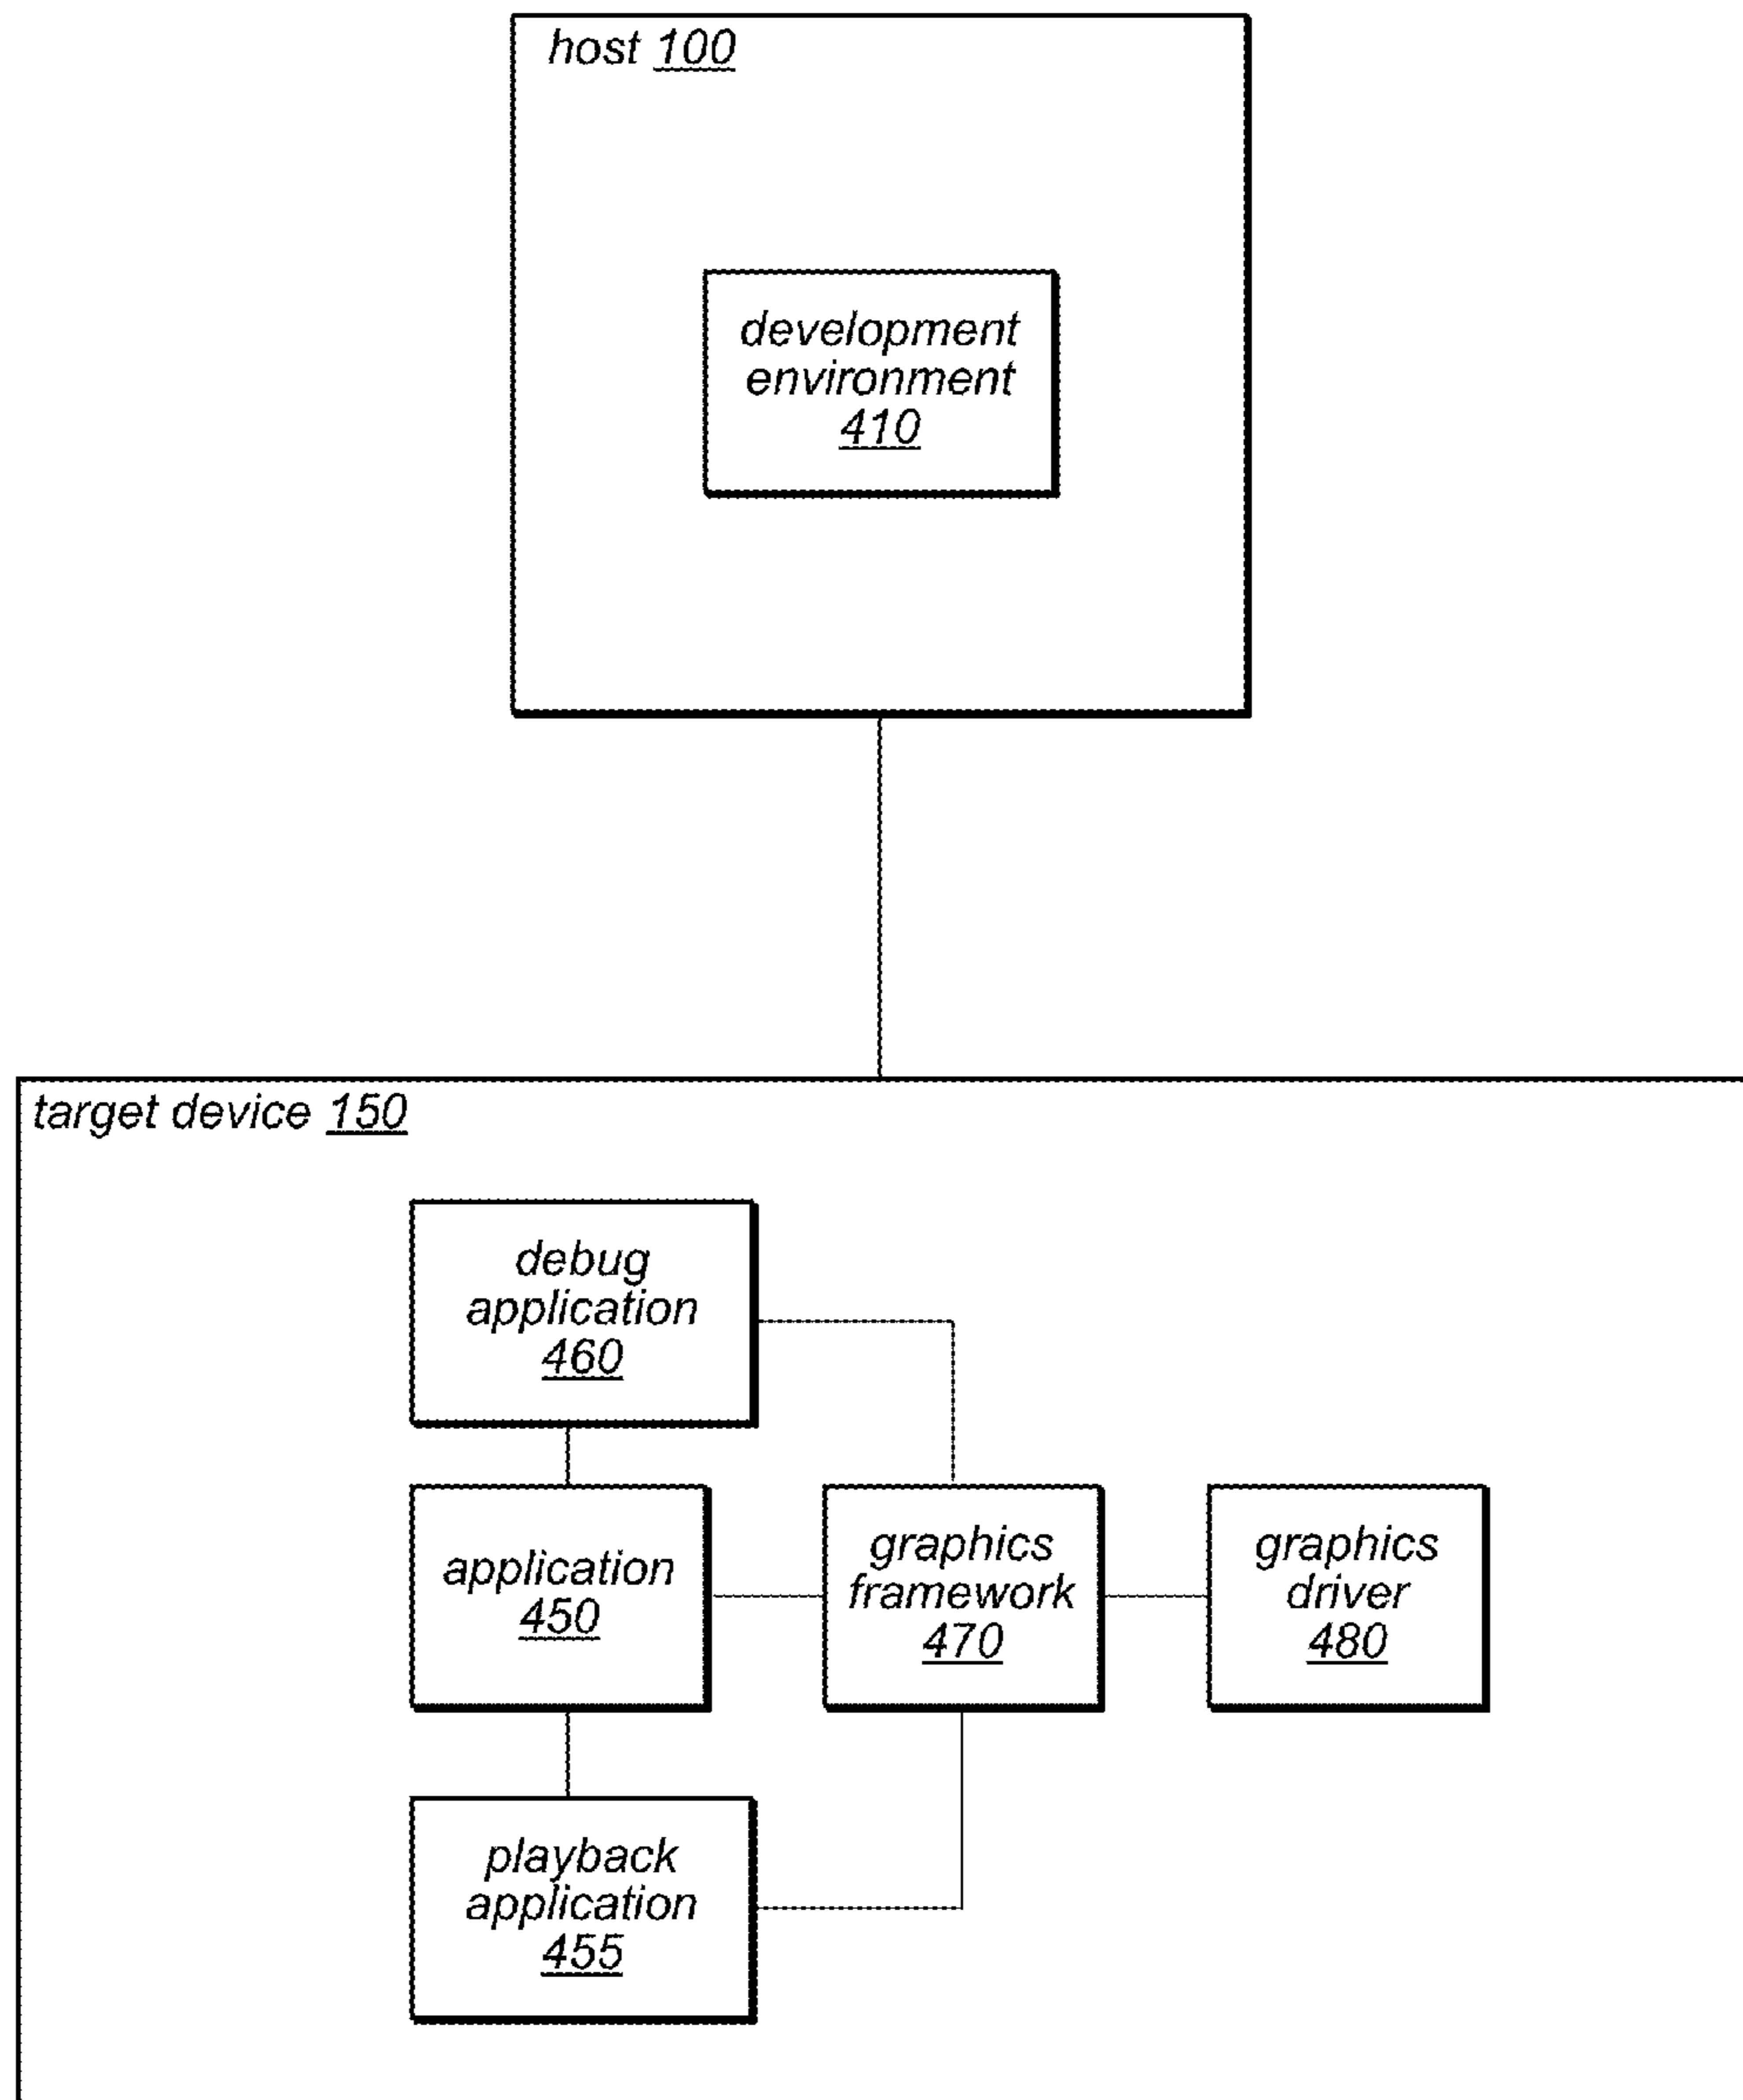 host 100
development
environment
410
target device 150
debug
application
460
application
450
graphics
framework
470
graphics
driver
480
playback
application
455